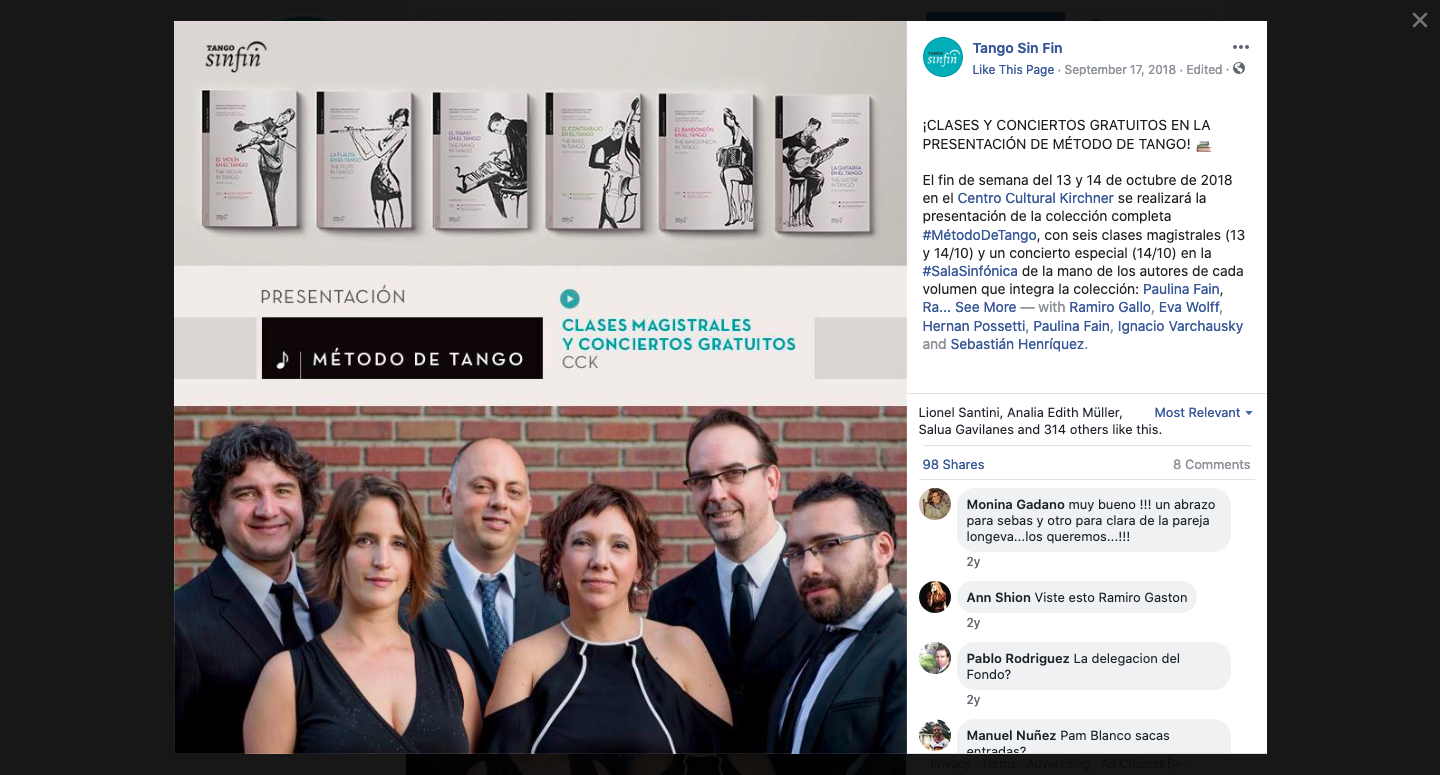 TANGO
sinfin
EL VIOLÍN
EN EL TANGO
THE VIOLIN
IN TANGO
LA FLAUTA
EN EL TANGO
THE FLUTE
IN TANGO
EL PIANO
EN EL TANGO
THE PIANO
IN TANGO
EL CONTRABAJO
EN EL TANGO
THE BASS
IN TANGO
EL BANDONEÓN
EN EL TANGO
THE BANDONEON
IN TANGO
LA GUITARRA
EN EL TANGO
THE GUITAR
IN TANGO
PRESENTACIÓN
MÉTODO DE TANGO
CLASES MAGISTRALES
Y CONCIERTOS GRATUITOS
CCK
Tango Sin Fin
Like This Page · September 17, 2018 · Edited ·
¡CLASES Y CONCIERTOS GRATUITOS EN LA
PRESENTACIÓN DE MÉTODO DE TANGO!
El fin de semana del 13 y 14 de octubre de 2018
en el Centro Cultural Kirchner se realizará la
presentación de la colección completa
#MétodoDeTango, con seis clases magistrales (13
y 14/10) y un concierto especial (14/10) en la
#SalaSinfónica de la mano de los autores de cada
volumen que integra la colección: Paulina Fain,
Ra... See More — with Ramiro Gallo, Eva Wolff,
Hernan Possetti, Paulina Fain, Ignacio Varchausky
and Sebastián Henríquez.
Lionel Santini, Analia Edith Müller,
Salua Gavilanes and 314 others like this.
Most Relevant
98 Shares
8 Comments
Monina Gadano muy bueno !!! un abrazo
para sebas y otro para clara de la pareja
longeva...los queremos...!!!
2y
Ann Shion Viste esto Ramiro Gaston
2y
Pablo Rodriguez La delegacion del
Fondo?
2y
Manuel Nuñez Pam Blanco sacas
entradas?
Privacy · Terms · Advertising · Ad Choices